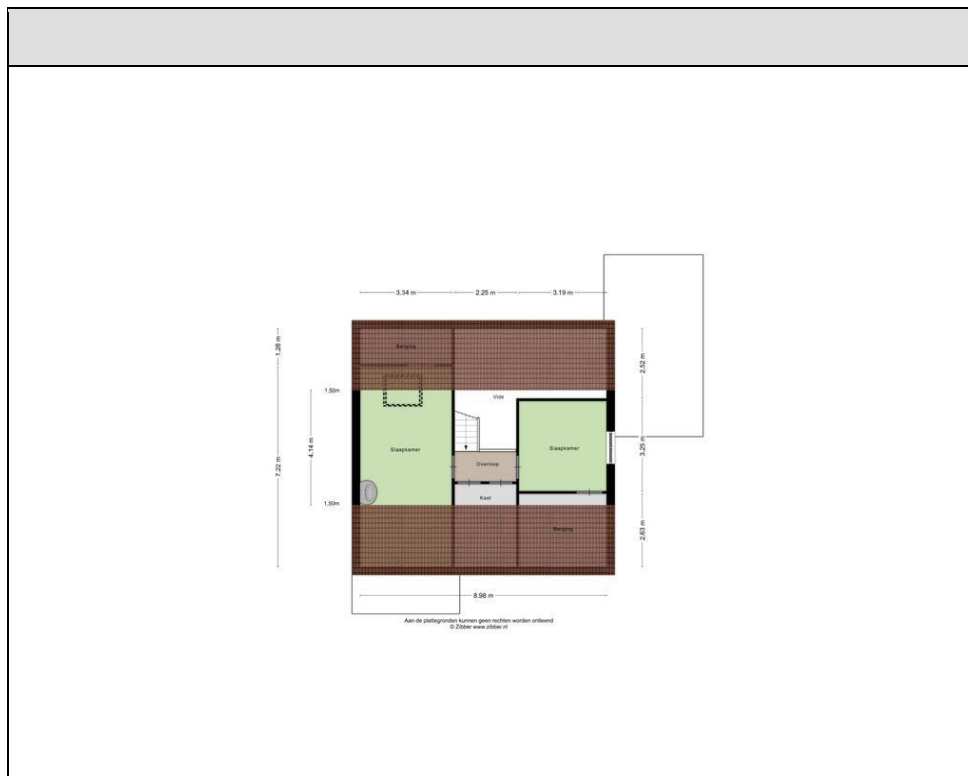 3.34 m 2.25 m 3.19 m
1.28 m
Berging
2.52 m
1.50m
Vide
4.14 m
7.22 m
Slaapkamer
Slaapkamer
3.25 m
Overloop
Kast
1.50m
Berging
2.63 m
8.98 m
Aan de plattegronden kunnen geen rechten worden ontleend
© Zibber www.zibber.nl